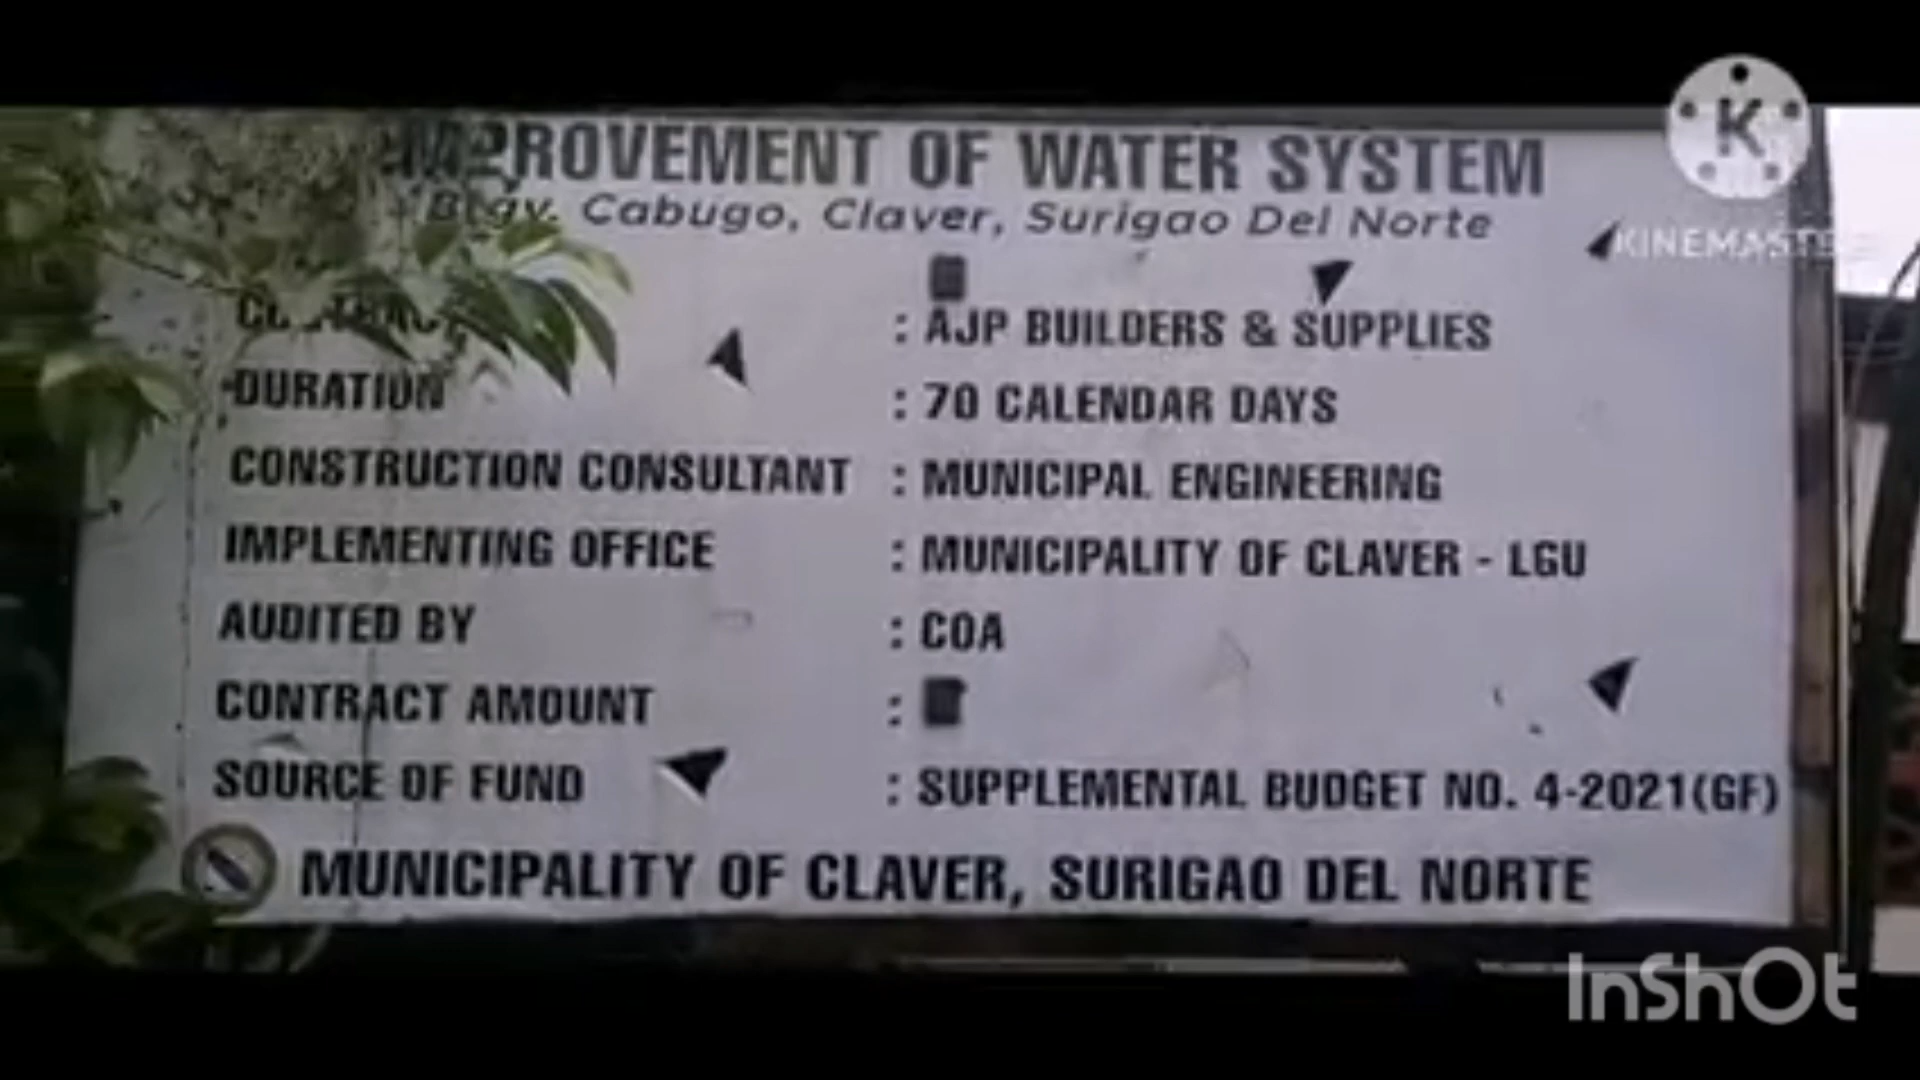 IMPROVEMENT OF WATER SYSTEM
Brgy. Cabugo, Claver, Surigao Del Norte
: AJP BUILDERS & SUPPLIES
DURATION : 70 CALENDAR DAYS
CONSTRUCTION CONSULTANT : MUNICIPAL ENGINEERING
IMPLEMENTING OFFICE : MUNICIPALITY OF CLAVER - LGU
AUDITED BY : COA
CONTRACT AMOUNT :
SOURCE OF FUND : SUPPLEMENTAL BUDGET NO. 4-2021(GF)
MUNICIPALITY OF CLAVER, SURIGAO DEL NORTE
K
KINEMASTER
InShOt